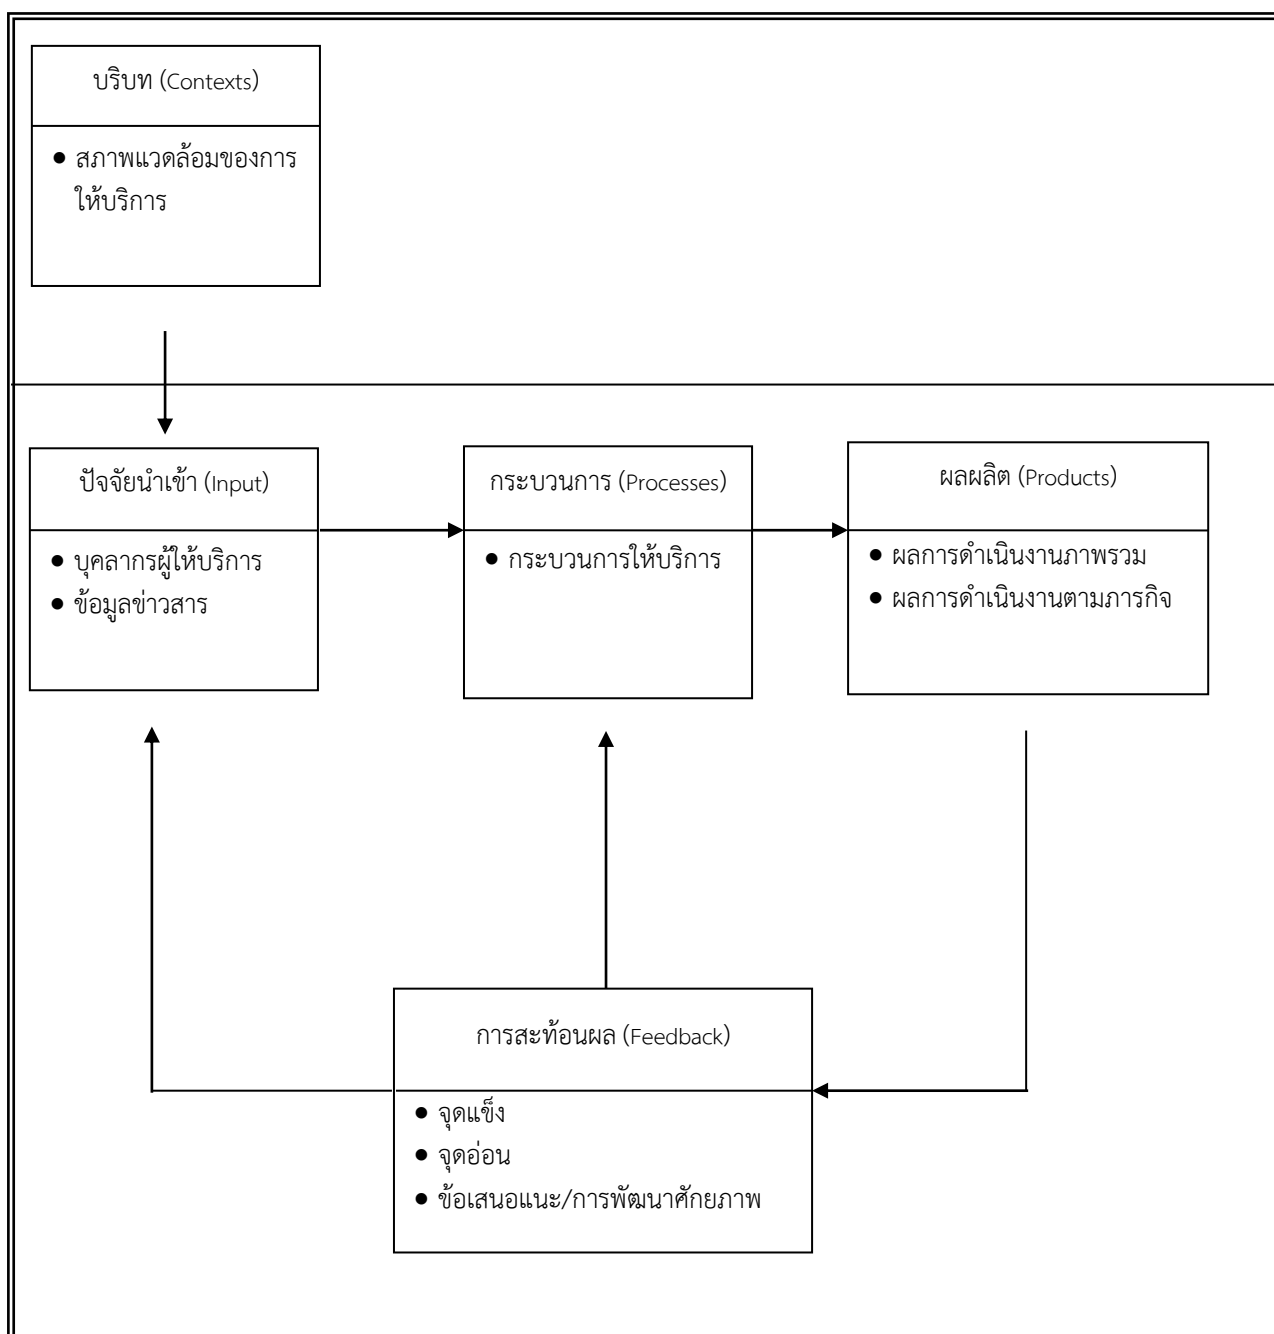 บริบท (Contexts)
● สภาพแวดล้อมของการ
ให้บริการ
ปัจจัยนำเข้า (Input)
● บุคลากรผู้ให้บริการ
● ข้อมูลข่าวสาร
กระบวนการ (Processes)
● กระบวนการให้บริการ
ผลผลิต (Products)
● ผลการดำเนินงานภาพรวม
● ผลการดำเนินงานตามภารกิจ
การสะท้อนผล (Feedback)
● จุดแข็ง
● จุดอ่อน
● ข้อเสนอแนะ/การพัฒนาศักยภาพ